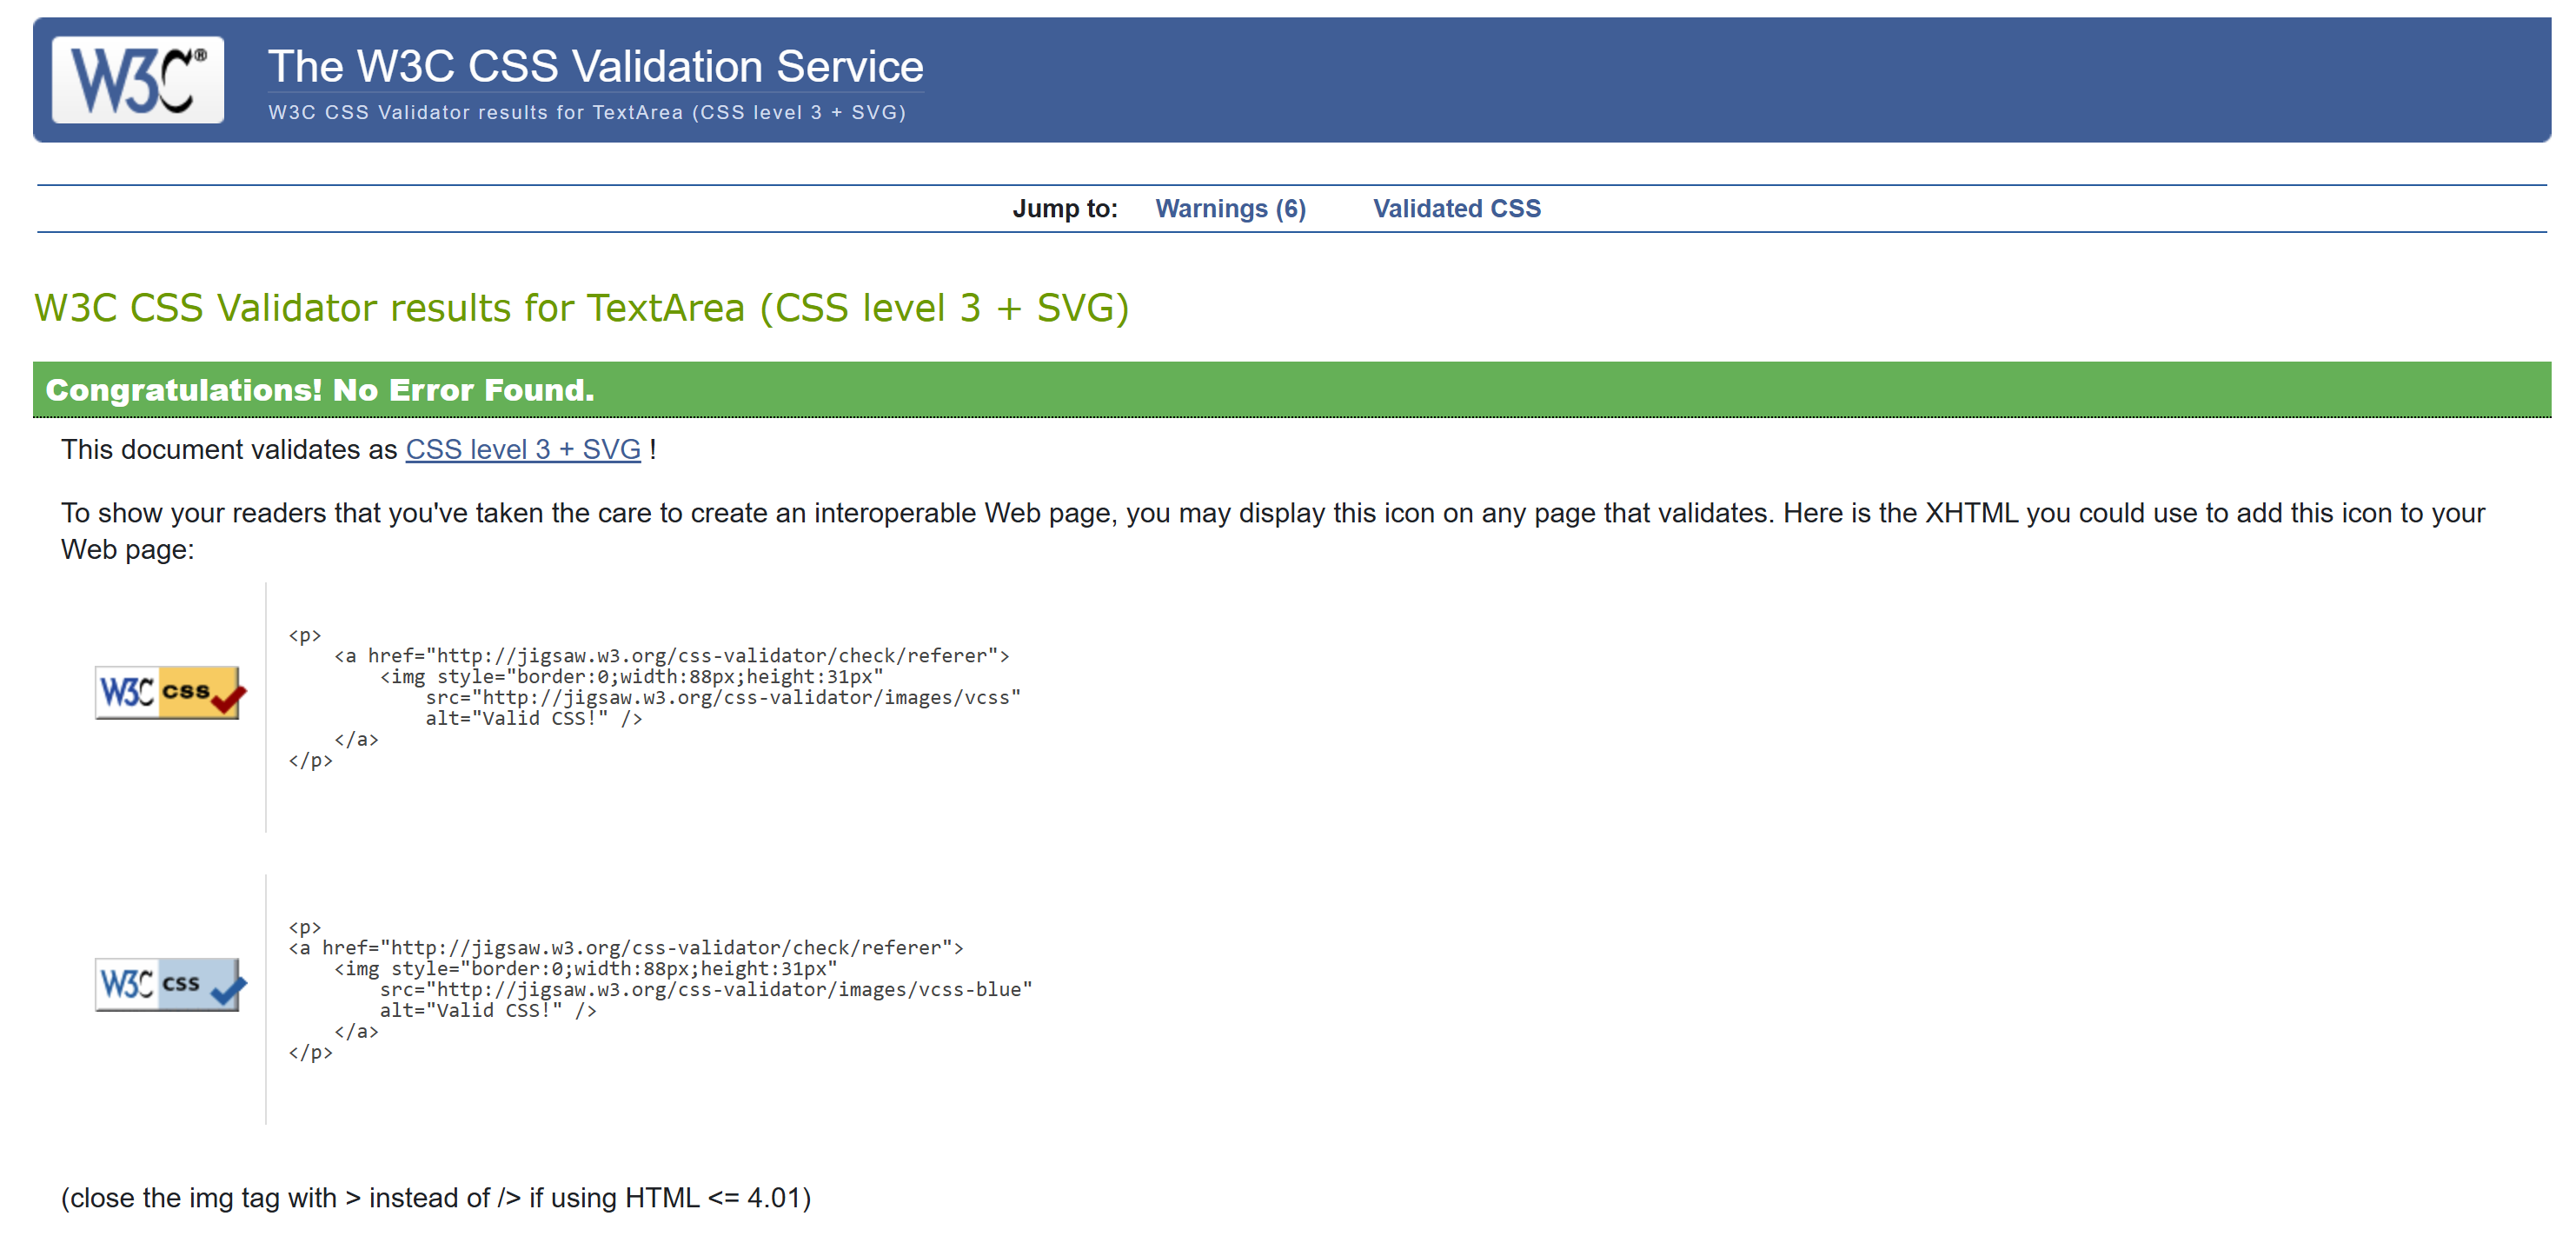 W3C®
The W3C CSS Validation Service
W3C CSS Validator results for TextArea (CSS level 3 + SVG)
Jump to: Warnings (6) Validated CSS
W3C CSS Validator results for TextArea (CSS level 3 + SVG)
Congratulations! No Error Found.
This document validates as CSS level 3 + SVG !
To show your readers that you've taken the care to create an interoperable Web page, you may display this icon on any page that validates. Here is the XHTML you could use to add this icon to your
Web page:
W3C css
<p>
    <a href="http://jigsaw.w3.org/css-validator/check/referer">
        <img style="border:0;width:88px;height:31px"
            src="http://jigsaw.w3.org/css-validator/images/vcss"
            alt="Valid CSS!" />
    </a>
</p>
W3C css
<p>
<a href="http://jigsaw.w3.org/css-validator/check/referer">
    <img style="border:0;width:88px;height:31px"
        src="http://jigsaw.w3.org/css-validator/images/vcss-blue"
        alt="Valid CSS!" />
    </a>
</p>
(close the img tag with > instead of /> if using HTML <= 4.01)